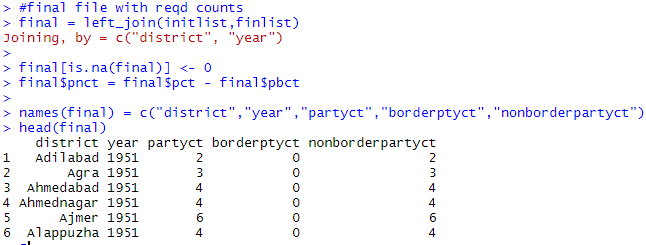 > #final file with reqd counts
> final = left_join(initlist,finlist)
Joining, by = c("district", "year")
>
> final[is.na(final)] <- 0
> final$pnct = final$pct - final$pbct
>
> names(final) = c("district","year","partyct","borderptyct","nonborderpartyct")
> head(final)
    district year partyct borderptyct nonborderpartyct
1   Adilabad 1951       2           0                2
2       Agra 1951       3           0                3
3  Ahmedabad 1951       4           0                4
4 Ahmednagar 1951       4           0                4
5      Ajmer 1951       6           0                6
6  Alappuzha 1951       4           0                4